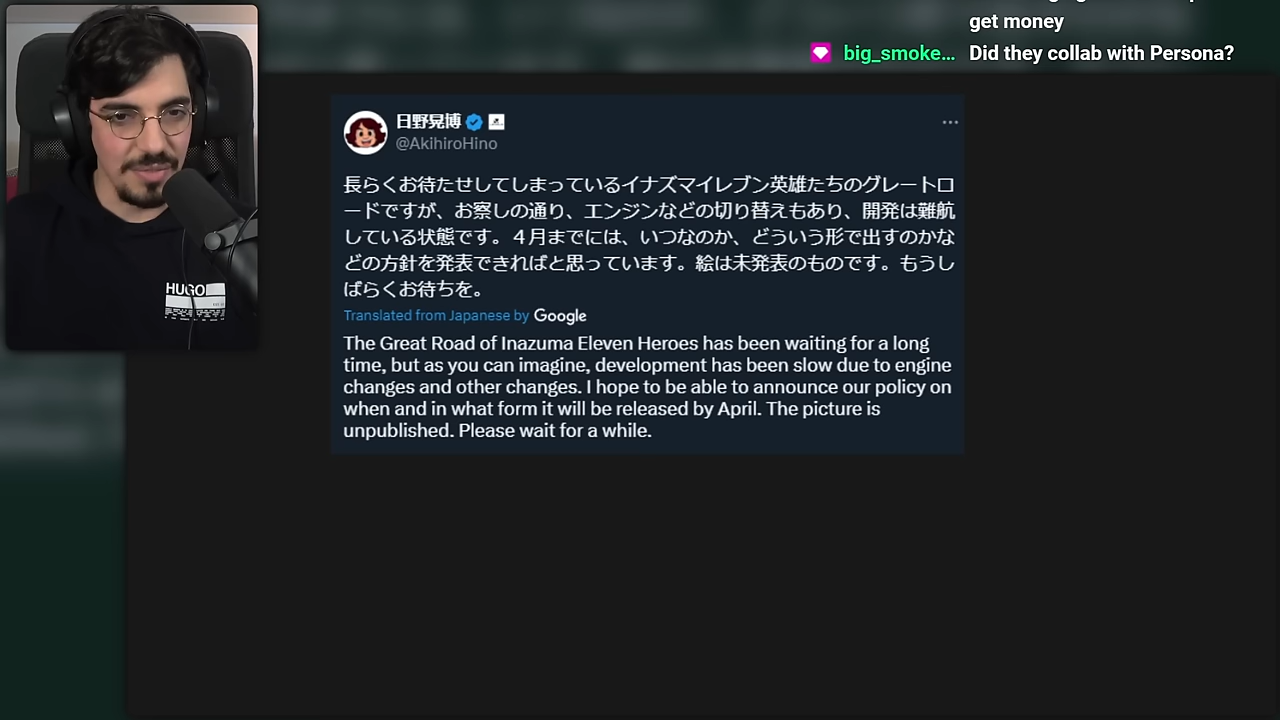 get money
big_smoke… Did they collab with Persona?
日野晃博
@AkihiroHino
長らくお待たせしてしまっているイナズマイレブン英雄たちのグレートロ
ードですが、お察しの通り、エンジンなどの切り替えもあり、開発は難航
している状態です。４月までには、いつなのか、どういう形で出すのかな
どの方針を発表できればと思っています。絵は未発表のものです。もうし
ばらくお待ちを。
Translated from Japanese by Google
The Great Road of Inazuma Eleven Heroes has been waiting for a long
time, but as you can imagine, development has been slow due to engine
changes and other changes. I hope to be able to announce our policy on
when and in what form it will be released by April. The picture is
unpublished. Please wait for a while.
HUGO